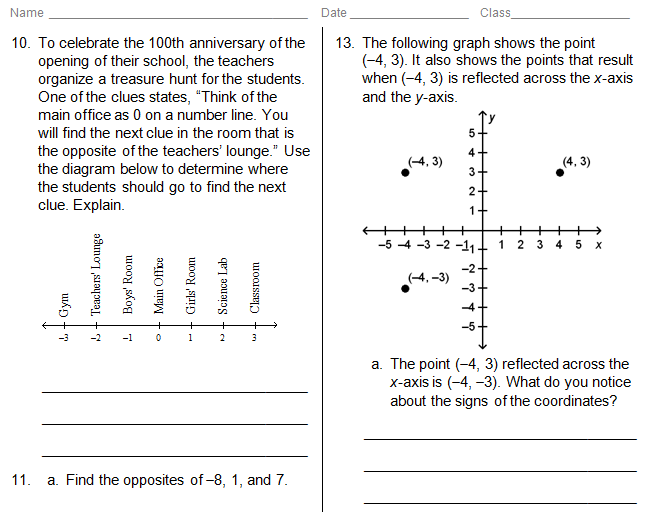 Name
Date
Class
10. To celebrate the 100th anniversary of the
opening of their school, the teachers
organize a treasure hunt for the students.
One of the clues states, “Think of the
main office as 0 on a number line. You
will find the next clue in the room that is
the opposite of the teachers’ lounge.” Use
the diagram below to determine where
the students should go to find the next
clue. Explain.
Gym
Teachers' Lounge
Boys' Room
Main Office
Girls' Room
Science Lab
Classroom
–3 –2 –1 0 1 2 3
11. a. Find the opposites of –8, 1, and 7.
13. The following graph shows the point
(–4, 3). It also shows the points that result
when (–4, 3) is reflected across the x-axis
and the y-axis.
y
5
4
(–4, 3) (4, 3)
3
2
1
–5 –4 –3 –2 –1 1 2 3 4 5 x
–1
–2
(–4, –3)
–3
–4
–5
a. The point (–4, 3) reflected across the
x-axis is (–4, –3). What do you notice
about the signs of the coordinates?